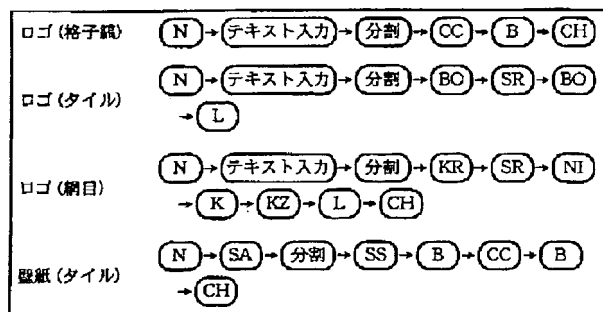 ロゴ(格子鏡) N→テキスト入力→分割→CC→B→CH
ロゴ(タイル) N→テキスト入力→分割→BO→SR→BO
→L
ロゴ(網目) N→テキスト入力→分割→KR→SR→NI
→K→KZ→L→CH
壁紙(タイル) N→SA→分割→SS→B→CC→B
→CH